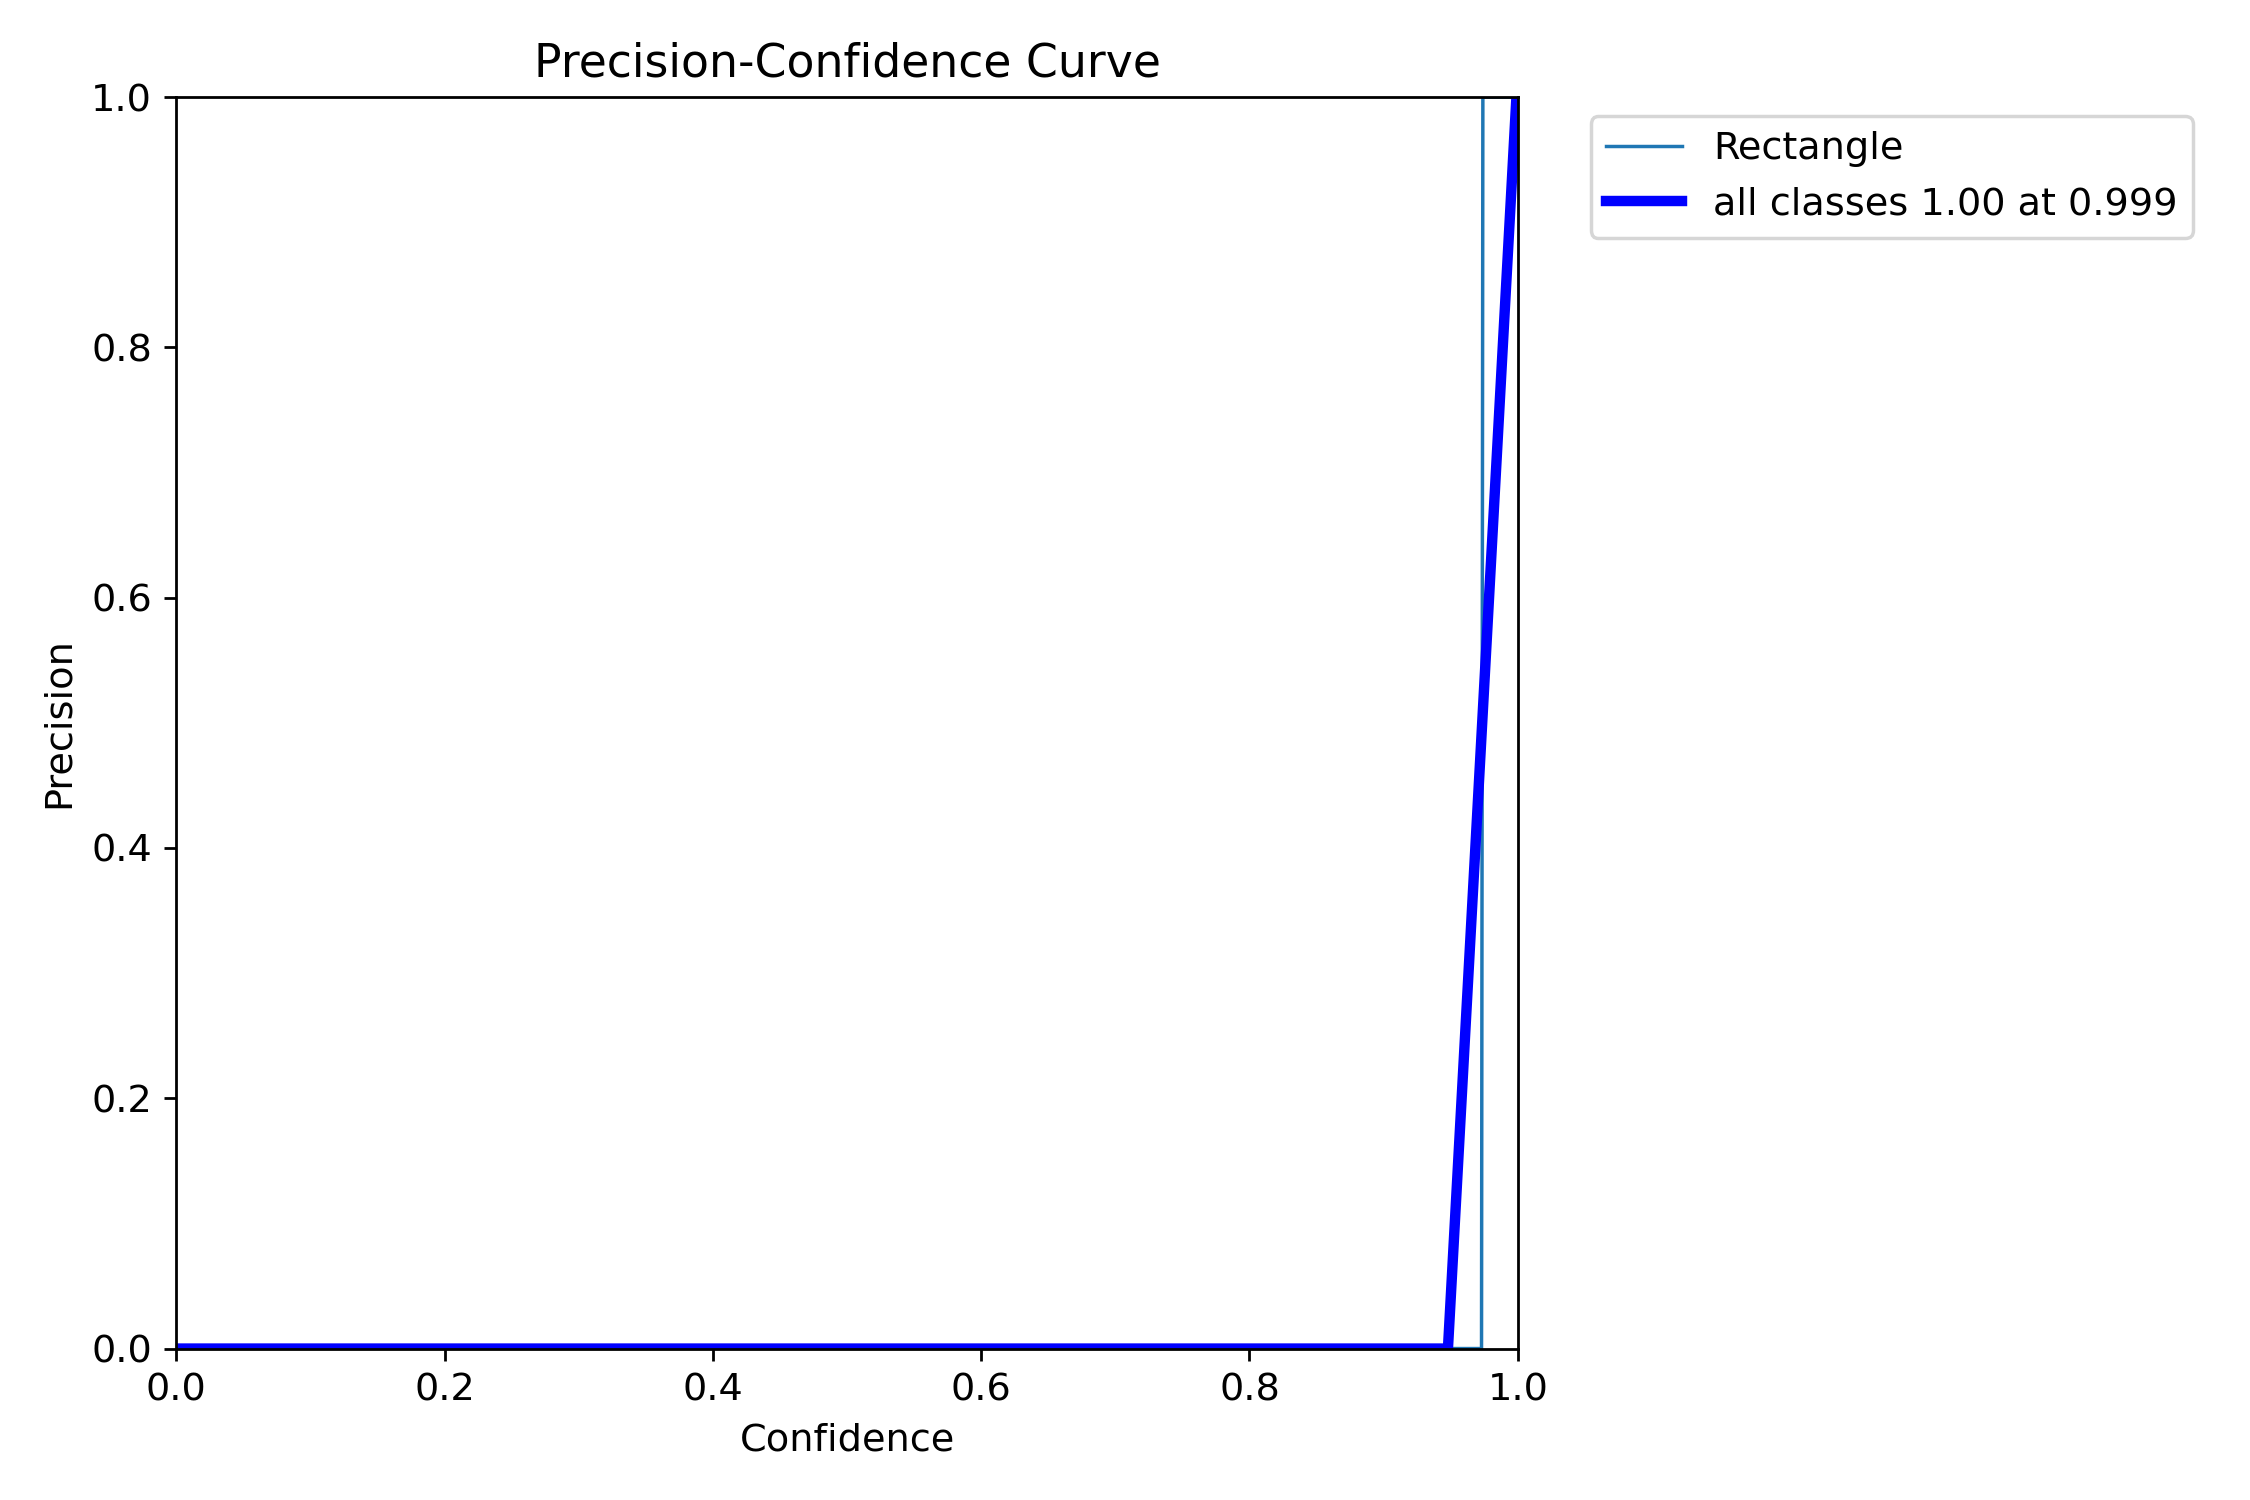 Precision-Confidence Curve
Rectangle
all classes 1.00 at 0.999
Precision
1.0
0.8
0.6
0.4
0.2
0.0
0.0 0.2 0.4 0.6 0.8 1.0
Confidence